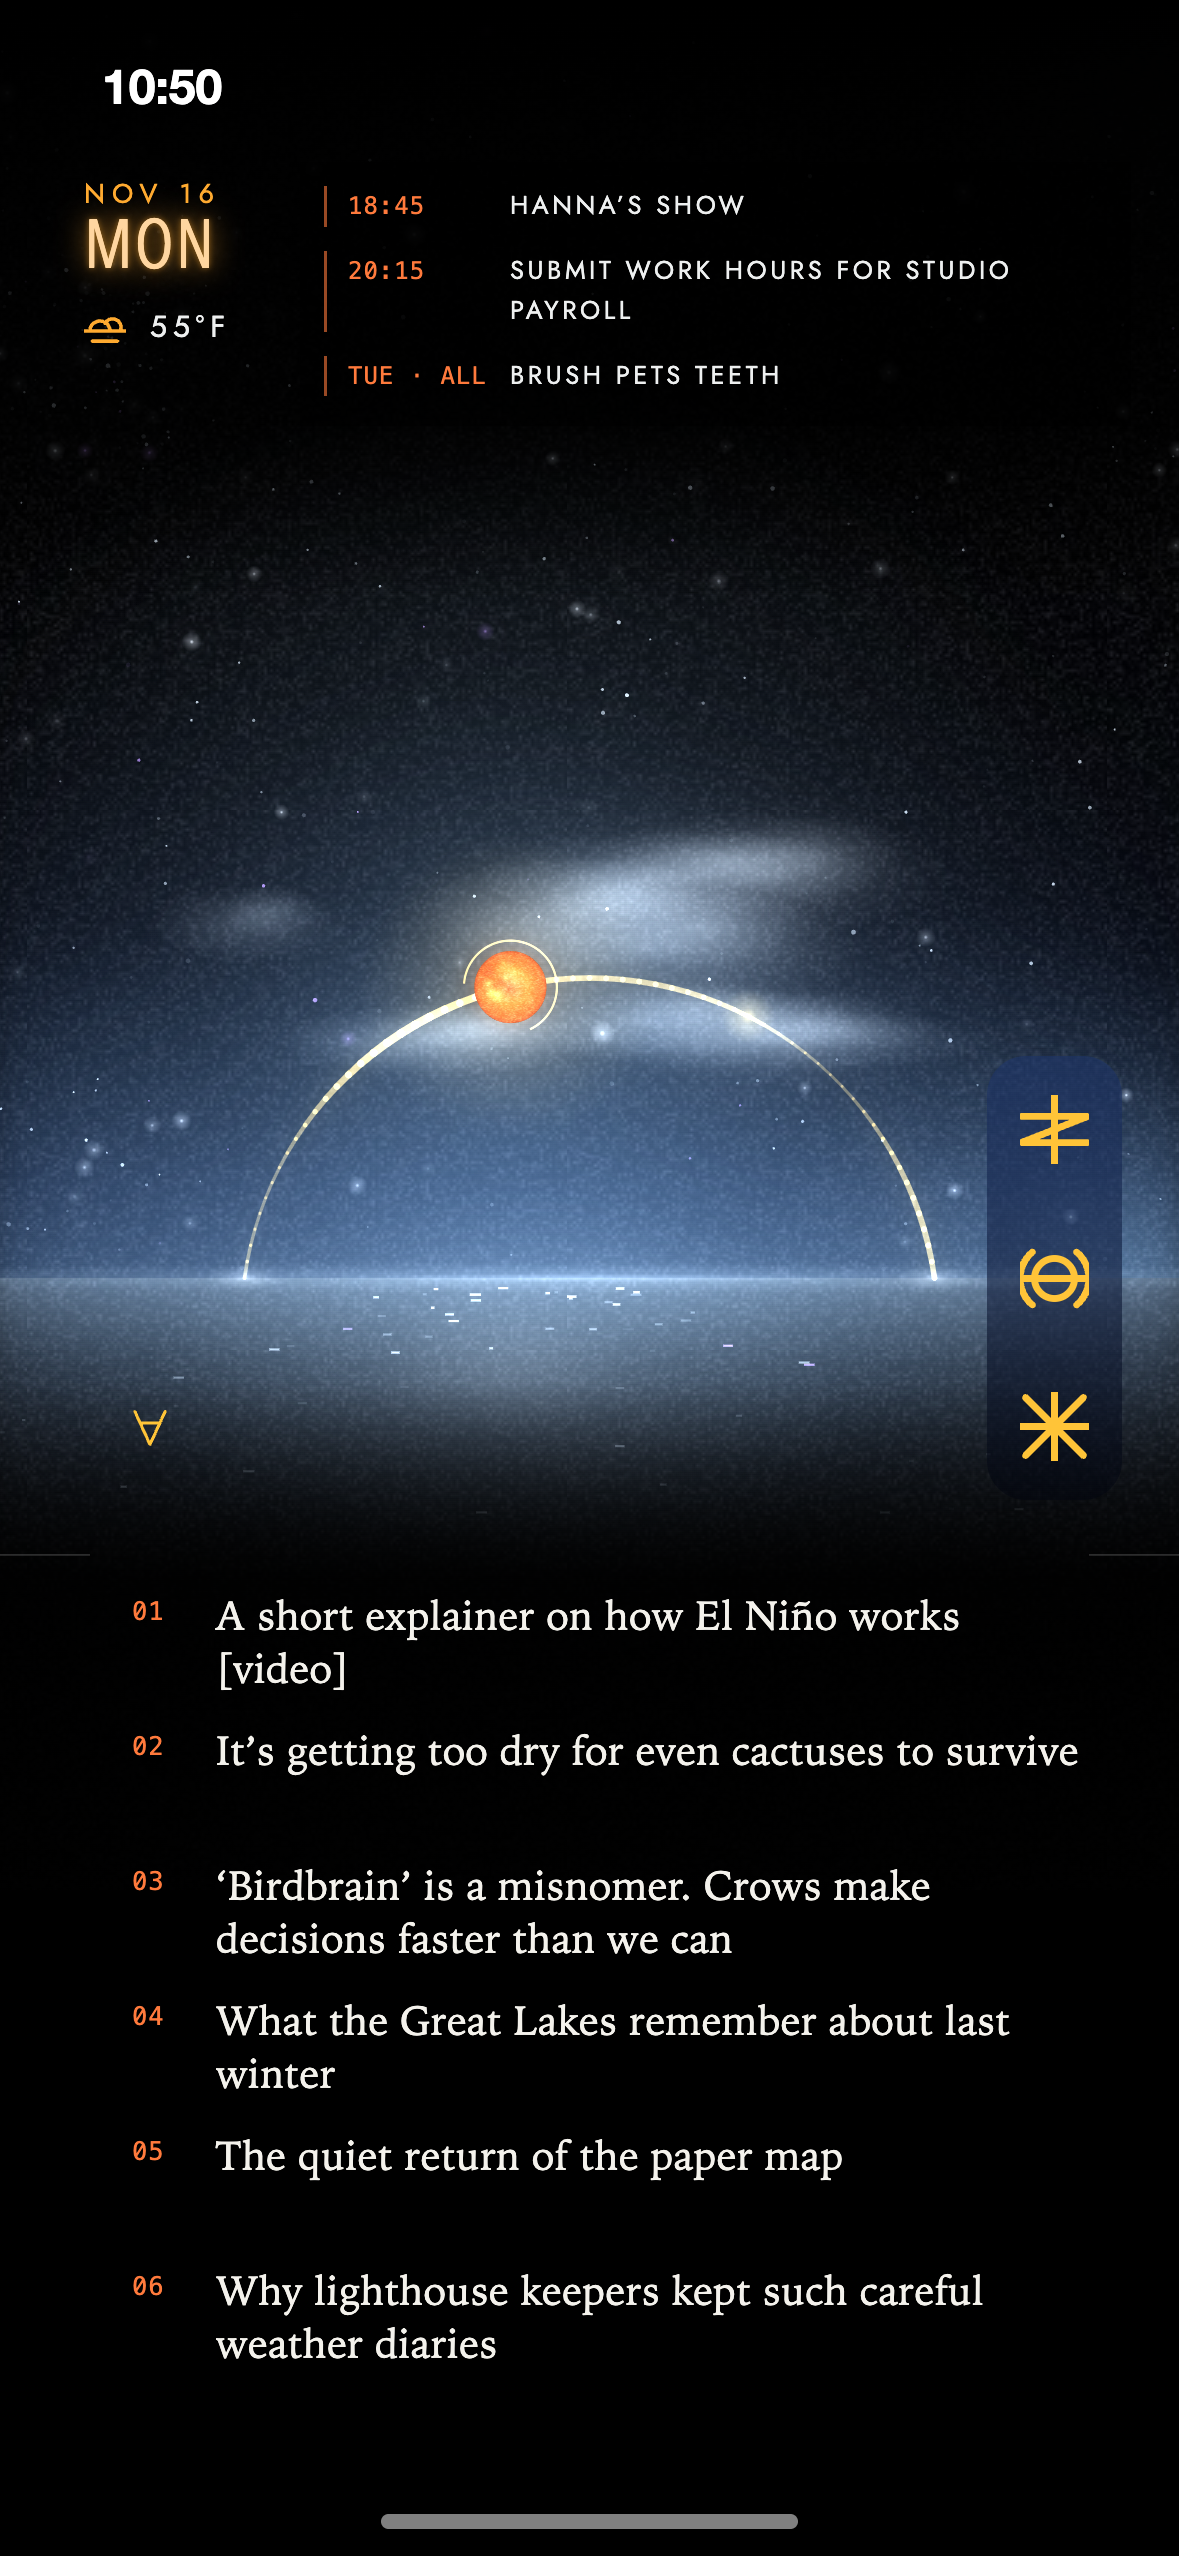 10:50
NOV 16
MON
55°F
18:45 HANNA’S SHOW
20:15 SUBMIT WORK HOURS FOR STUDIO
PAYROLL
TUE · ALL BRUSH PETS TEETH
01 A short explainer on how El Niño works
[video]
02 It’s getting too dry for even cactuses to survive
03 ‘Birdbrain’ is a misnomer. Crows make
decisions faster than we can
04 What the Great Lakes remember about last
winter
05 The quiet return of the paper map
06 Why lighthouse keepers kept such careful
weather diaries